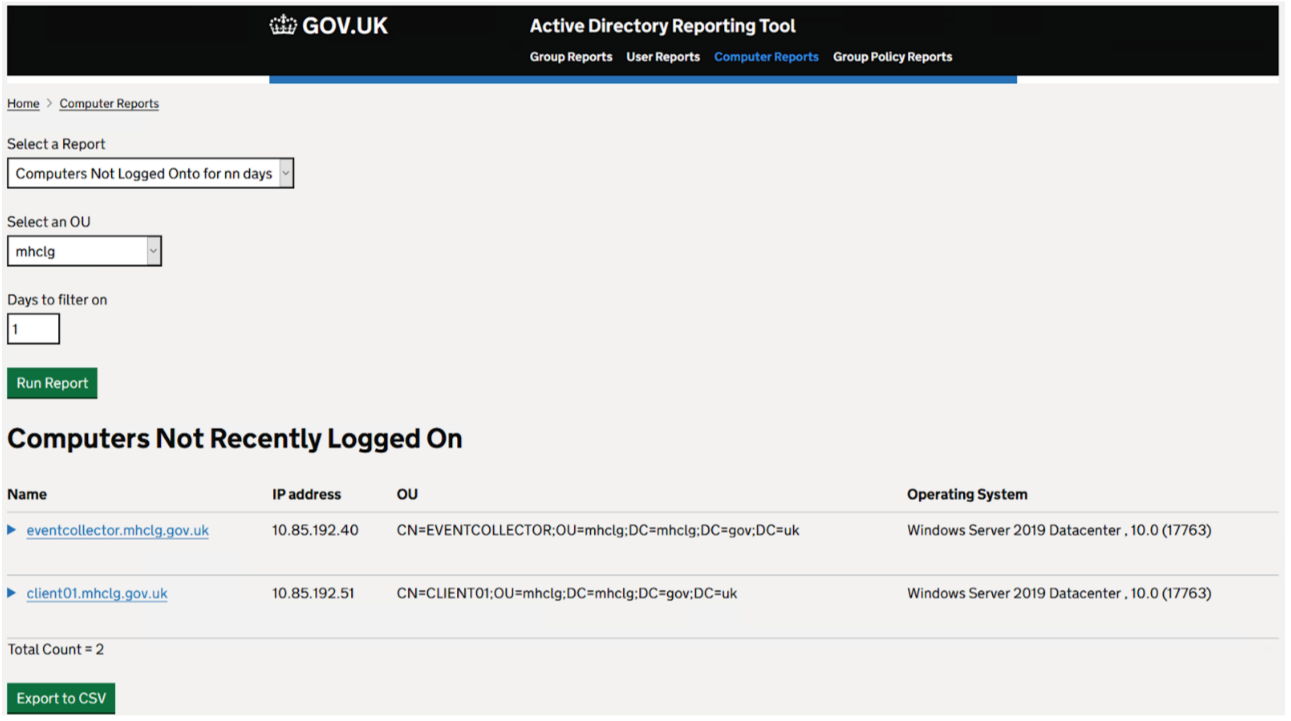 GOV.UK Active Directory Reporting Tool
Group Reports User Reports Computer Reports Group Policy Reports
Home > Computer Reports
Select a Report
Computers Not Logged Onto for nn days
Select an OU
mhclg
Days to filter on
1
Run Report
Computers Not Recently Logged On
Name IP address OU Operating System
eventcollector.mhclg.gov.uk 10.85.192.40 CN=EVENTCOLLECTOR;OU=mhclg;DC=mhclg;DC=gov;DC=uk Windows Server 2019 Datacenter , 10.0 (17763)
client01.mhclg.gov.uk 10.85.192.51 CN=CLIENT01;OU=mhclg;DC=mhclg;DC=gov;DC=uk Windows Server 2019 Datacenter , 10.0 (17763)
Total Count = 2
Export to CSV